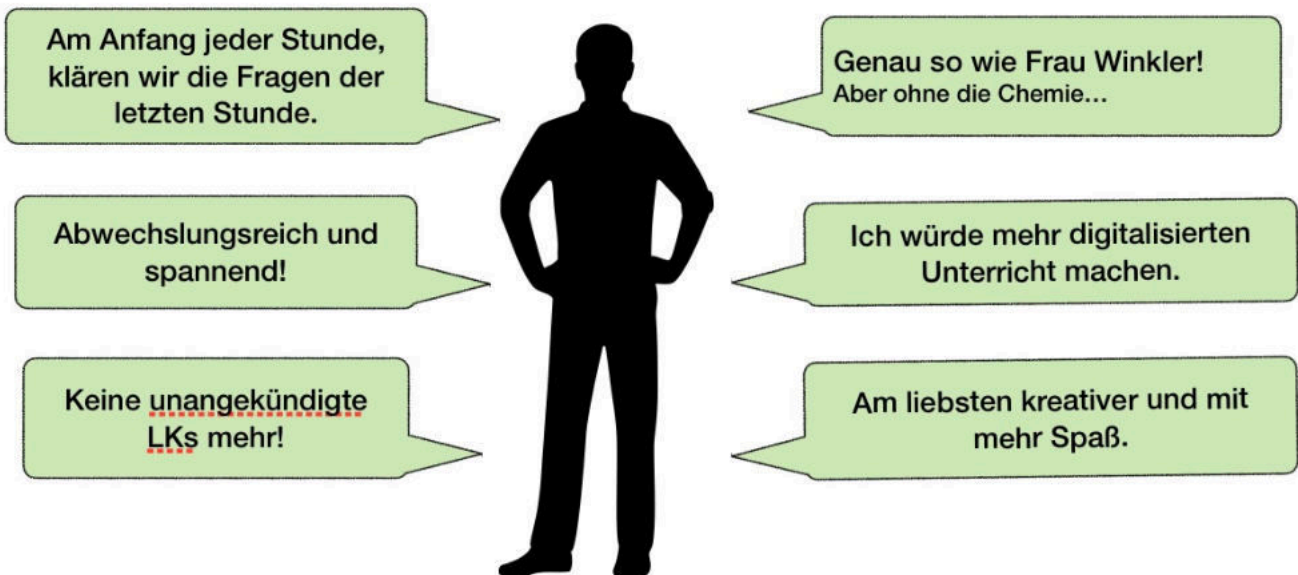 Am Anfang jeder Stunde,
klären wir die Fragen der
letzten Stunde.
Genau so wie Frau Winkler!
Aber ohne die Chemie...
Abwechslungsreich und
spannend!
Ich würde mehr digitalisierten
Unterricht machen.
Keine unangekündigte
LKs mehr!
Am liebsten kreativer und mit
mehr Spaß.